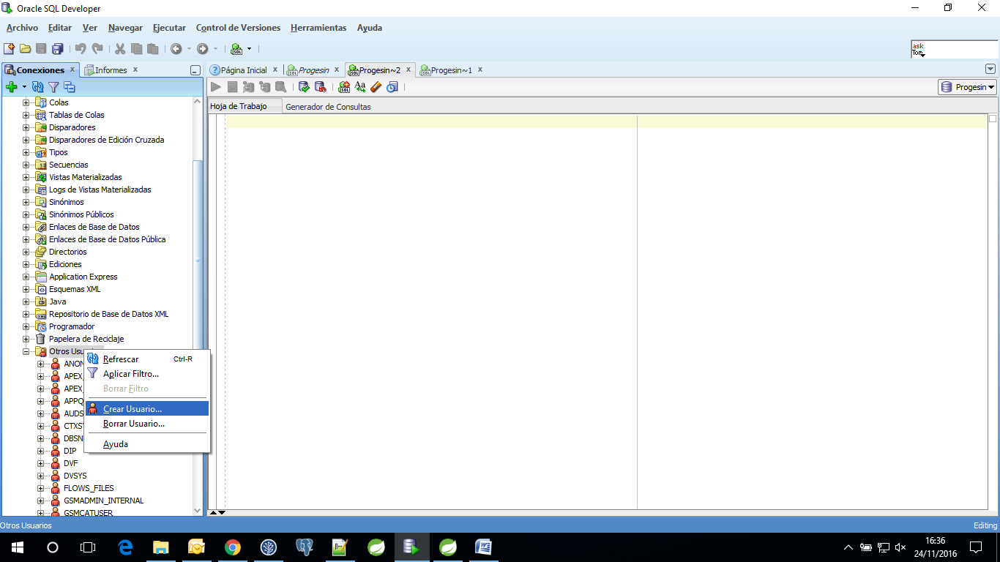 Oracle SQL Developer
Archivo Editar Ver Navegar Ejecutar Control de Versiones Herramientas Ayuda
ask
Tom
Conexiones x Informes x
Página Inicial x Progesin x Progesin~2 x Progesin~1 x
Progesin
Hoja de Trabajo Generador de Consultas
Colas
Tablas de Colas
Disparadores
Disparadores de Edición Cruzada
Tipos
Secuencias
Vistas Materializadas
Logs de Vistas Materializadas
Sinónimos
Sinónimos Públicos
Enlaces de Base de Datos
Enlaces de Base de Datos Pública
Directorios
Ediciones
Application Express
Esquemas XML
Java
Repositorio de Base de Datos XML
Programador
Papelera de Reciclaje
Otros Usu
ANON
APEX_
APEX_
APPQ
AUDS
CTXS
DBSN
DIP
DVF
DVSYS
FLOWS_FILES
GSMADMIN_INTERNAL
GSMCATUSER
Refrescar Ctrl-R
Aplicar Filtro...
Borrar Filtro
Crear Usuario...
Borrar Usuario...
Ayuda
Otros Usuarios Editing
16:36
24/11/2016